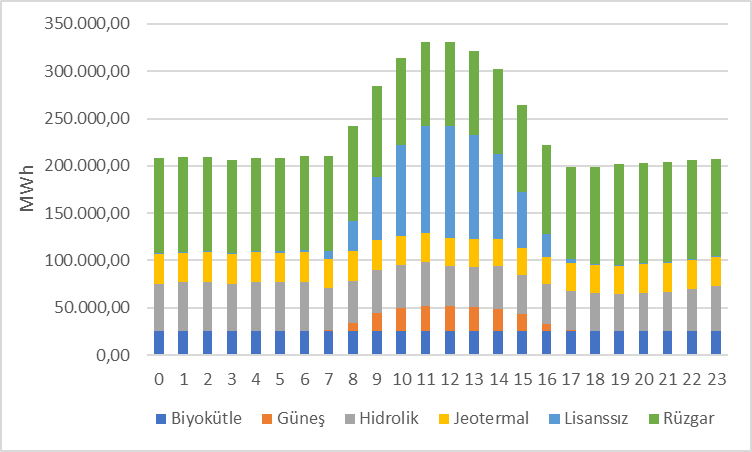 350.000,00
300.000,00
250.000,00
200.000,00
150.000,00
100.000,00
50.000,00
0,00
MWh
0 1 2 3 4 5 6 7 8 9 10 11 12 13 14 15 16 17 18 19 20 21 22 23
Biyokütle Güneş Hidrolik Jeotermal Lisanssız Rüzgar